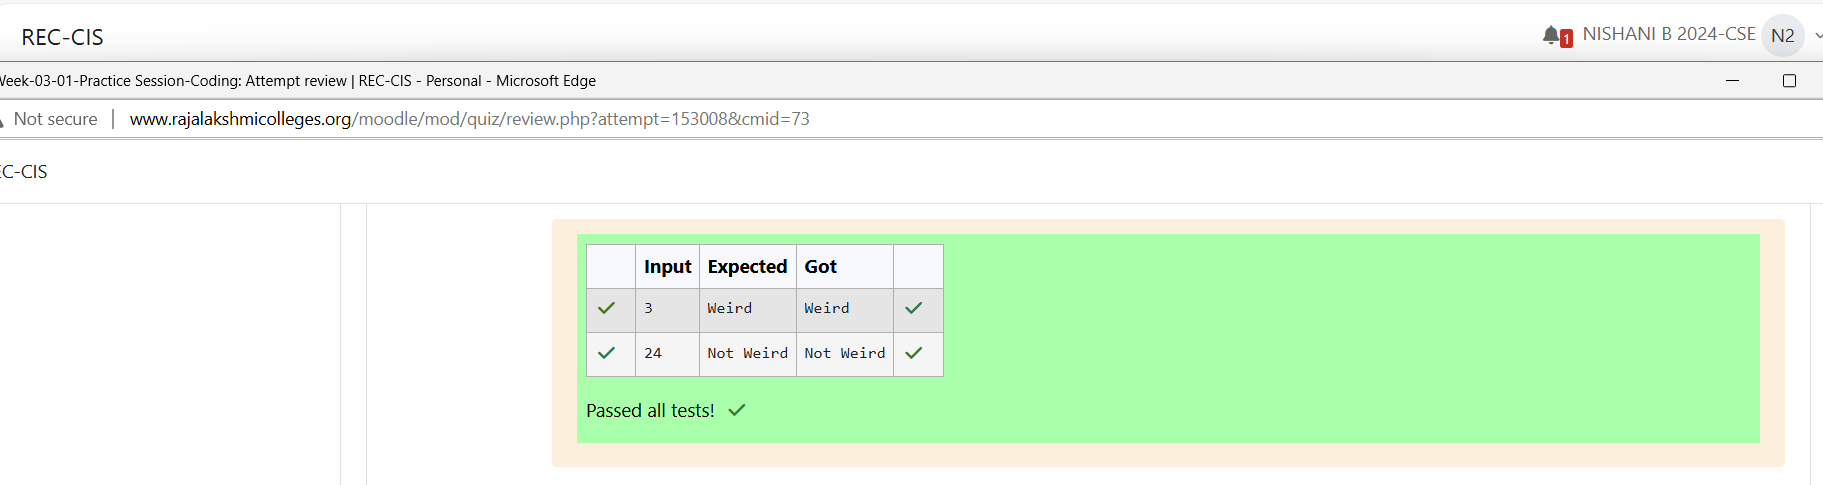 REC-CIS
1 NISHANI B 2024-CSE N2
Week-03-01-Practice Session-Coding: Attempt review | REC-CIS - Personal - Microsoft Edge
Not secure | www.rajalakshmicolleges.org/moodle/mod/quiz/review.php?attempt=153008&cmid=73
EC-CIS
Input Expected Got
3 Weird Weird
24 Not Weird Not Weird
Passed all tests!